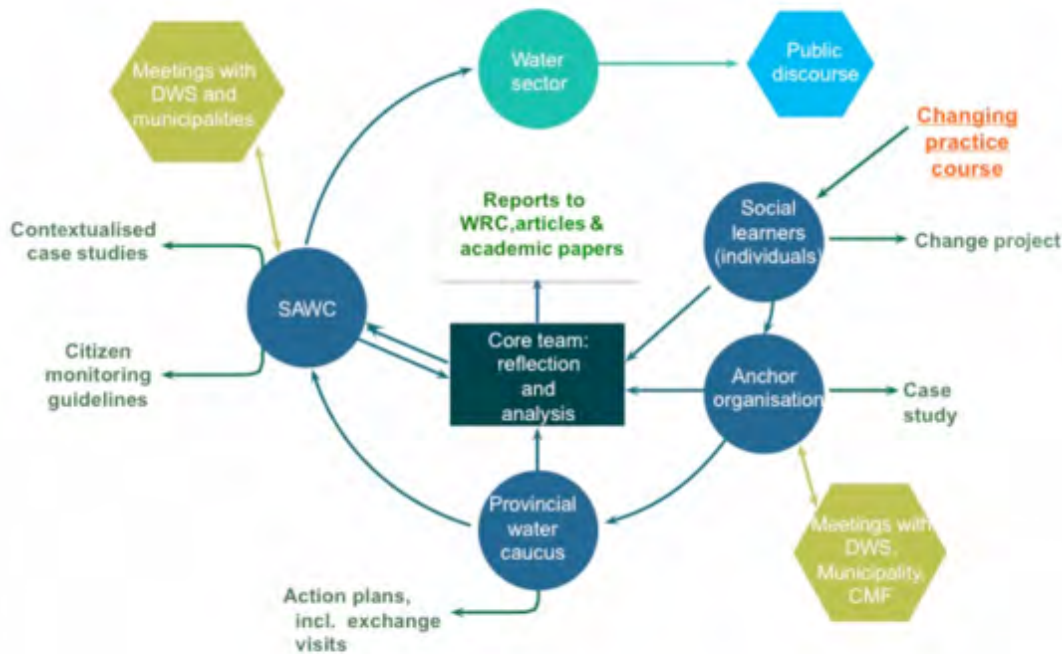 Meetings with
DWS and
municipalities
Water
sector
Public
discourse
Changing
practice
course
Reports to
WRC,articles &
academic papers
Social
learners
(individuals)
Change project
Contextualised
case studies
SAWC
Citizen
monitoring
guidelines
Core team:
reflection
and
analysis
Anchor
organisation
Case
study
Provincial
water
caucus
Meetings with
DWS,
Municipality,
CMF
Action plans,
incl. exchange
visits